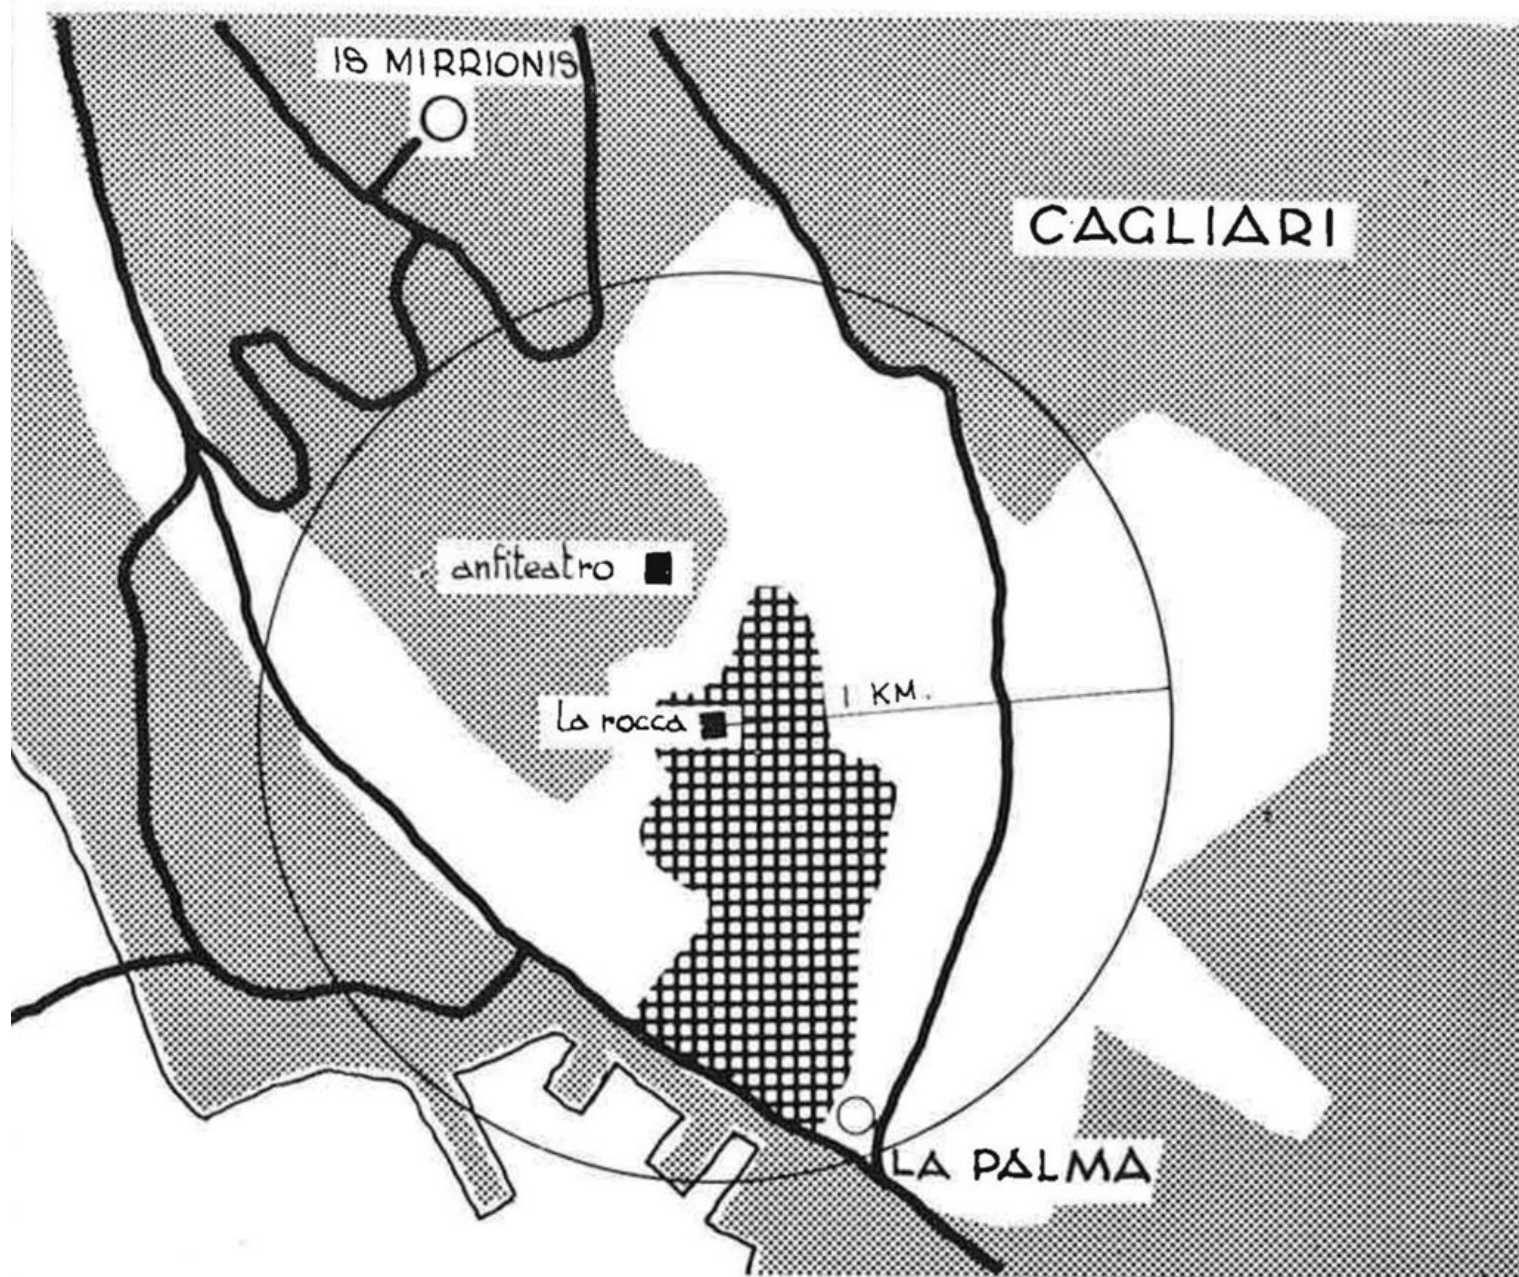 IS MIRRIONIS
CAGLIARI
anfiteatro
la rocca
1 KM.
LA PALMA